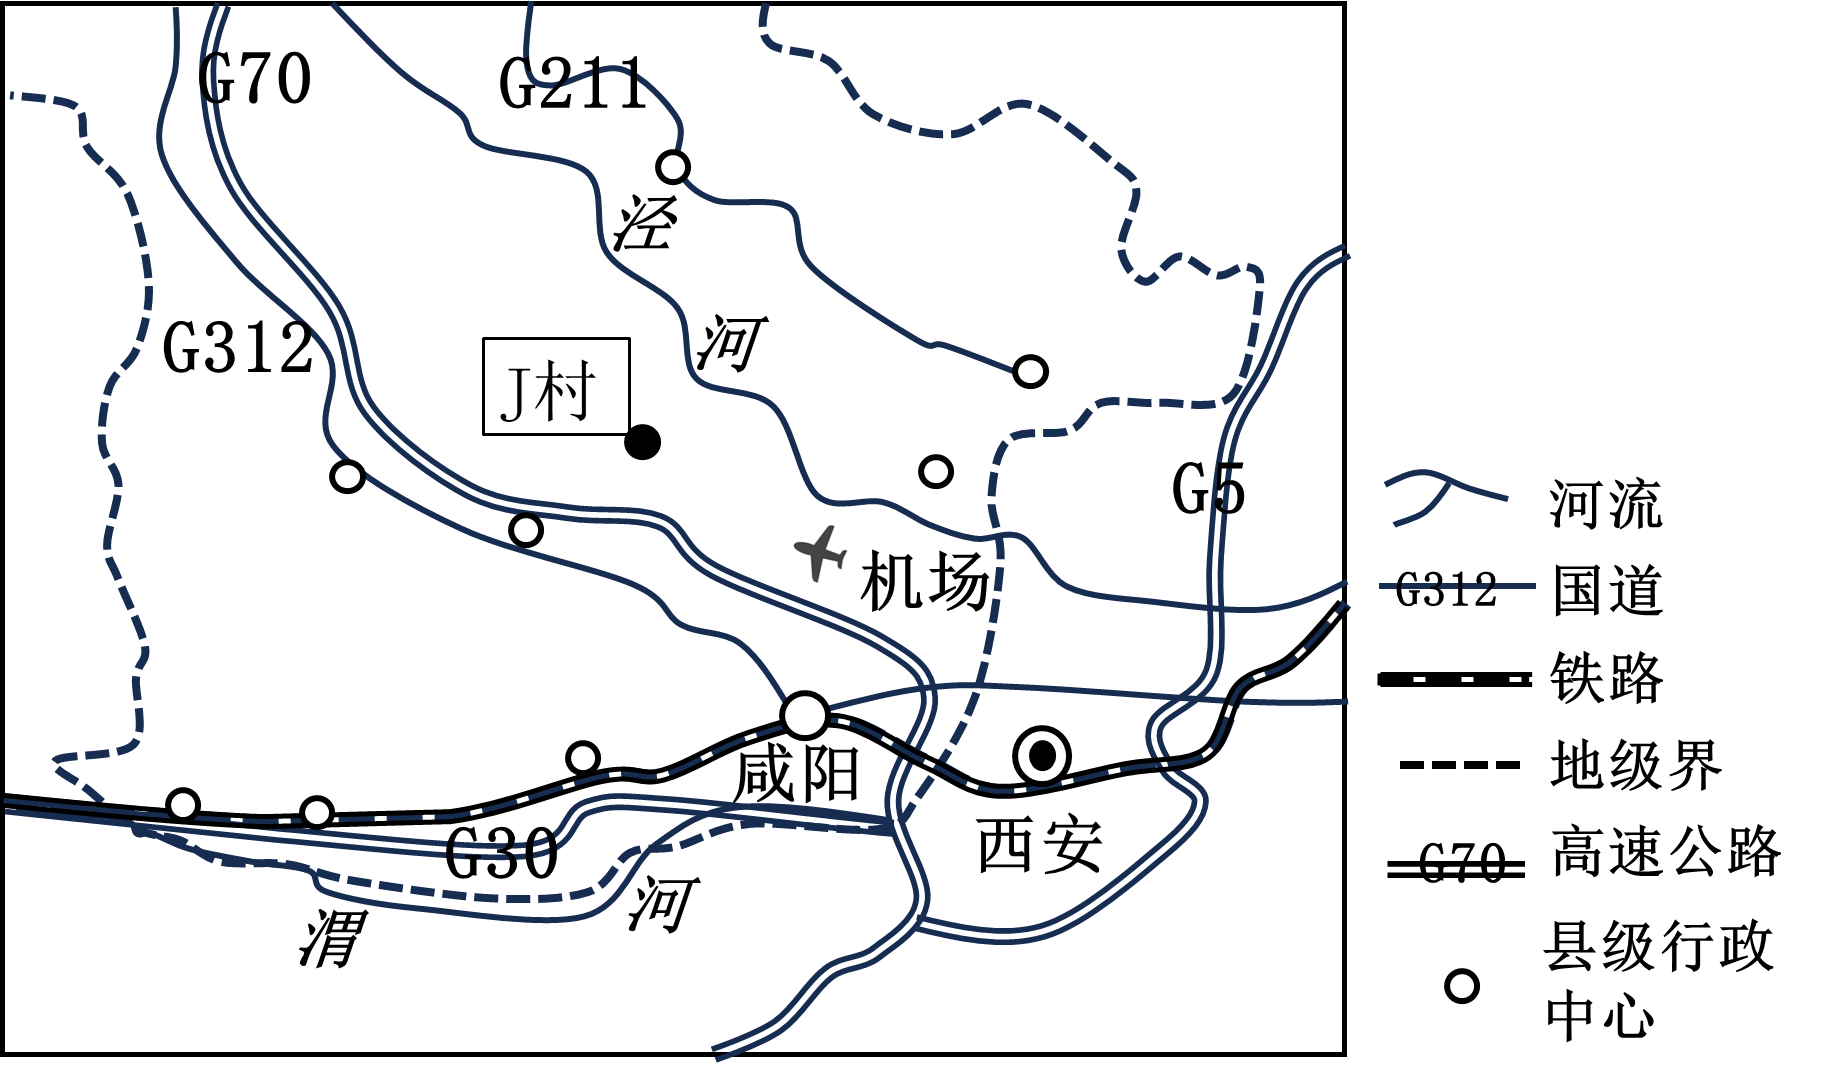 G70
G211
泾
G312
河
J村
G5
机场
咸阳
西安
G30
河
渭
河流
G312 国道
铁路
地级界
G70 高速公路
县级行政
中心